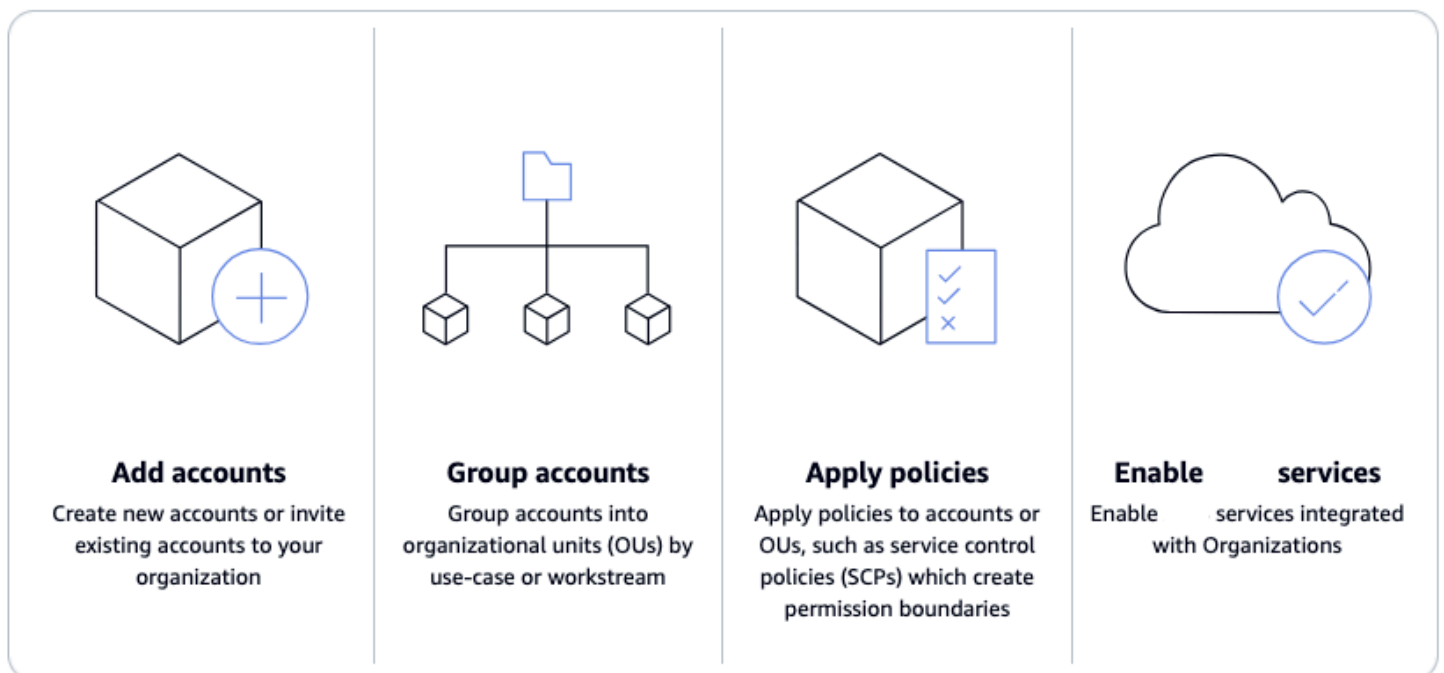 Add accounts
Create new accounts or invite
existing accounts to your
organization
Group accounts
Group accounts into
organizational units (OUs) by
use-case or workstream
Apply policies
Apply policies to accounts or
OUs, such as service control
policies (SCPs) which create
permission boundaries
Enable services
Enable services integrated
with Organizations